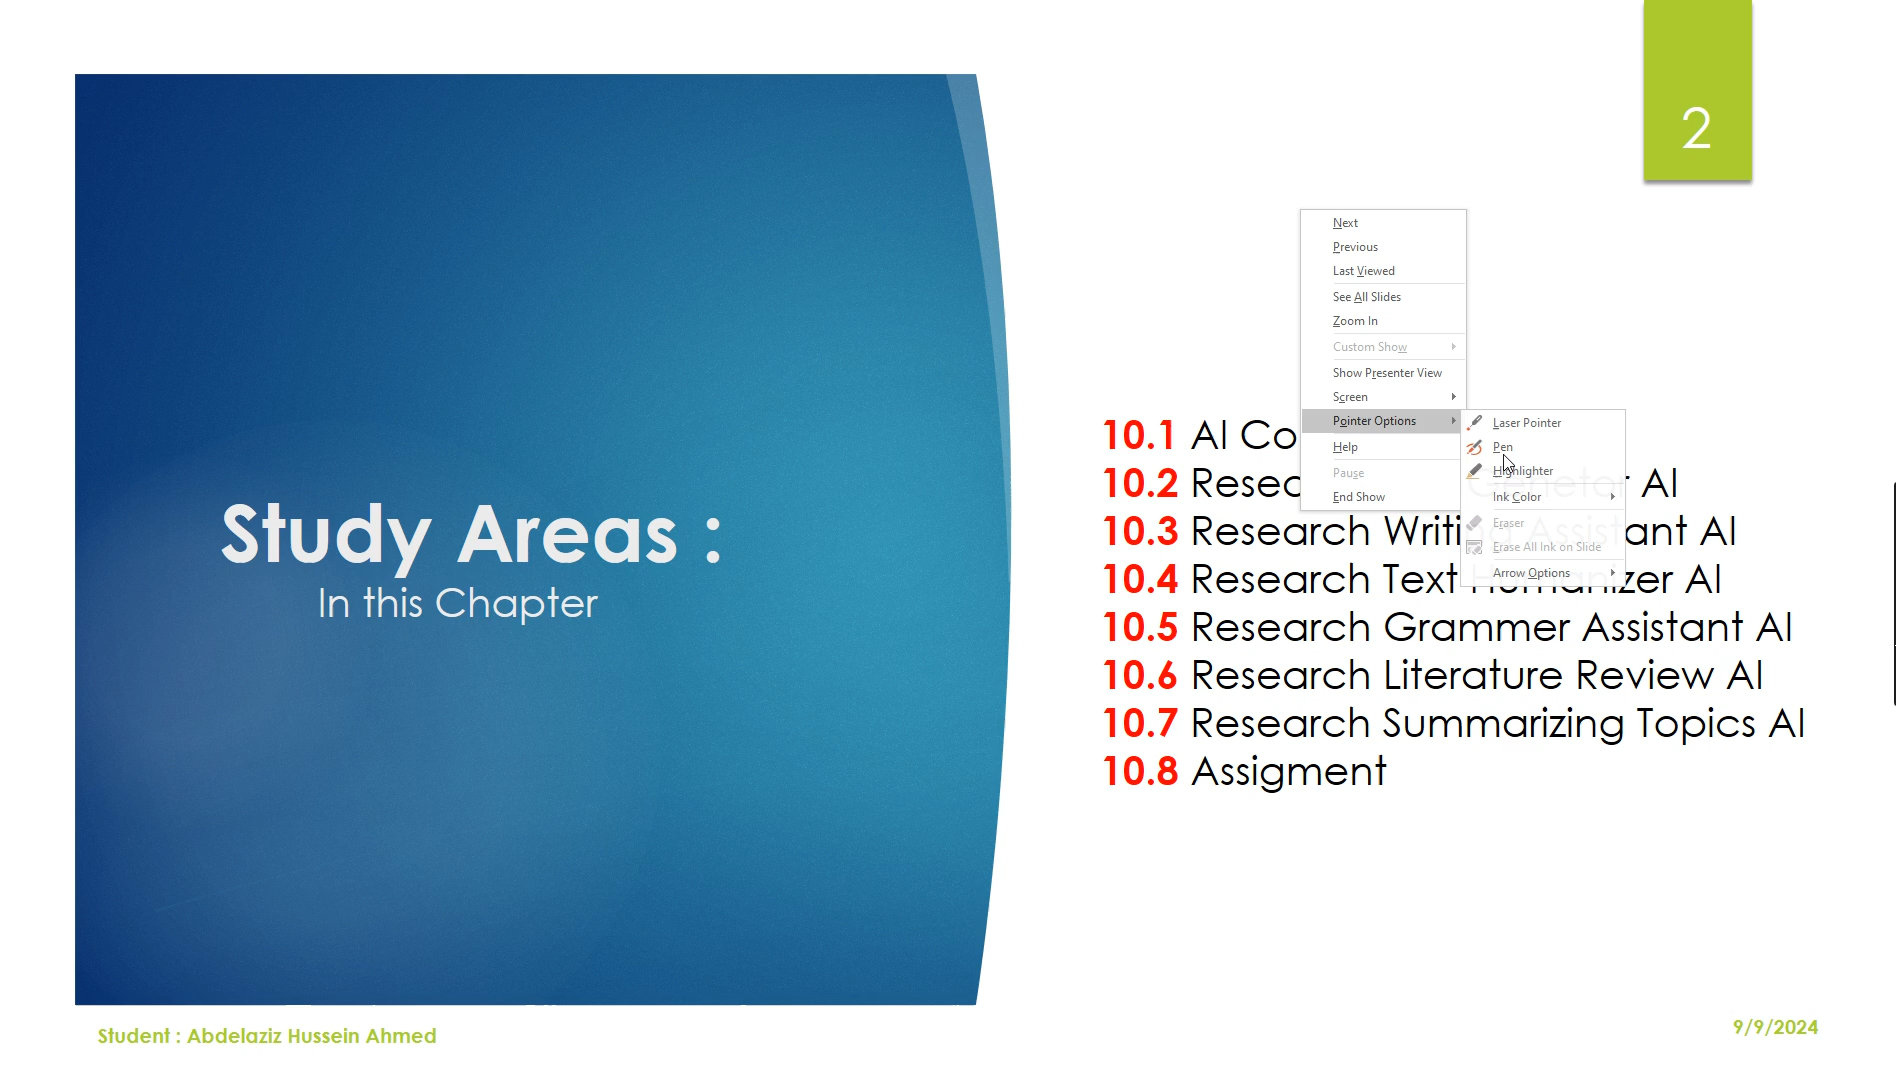 2
Study Areas :
In this Chapter
10.1 AI Co
10.2 Resea Genetor AI
10.3 Research Writing Assistant AI
10.4 Research Text Humanizer AI
10.5 Research Grammer Assistant AI
10.6 Research Literature Review AI
10.7 Research Summarizing Topics AI
10.8 Assigment
Next
Previous
Last Viewed
See All Slides
Zoom In
Custom Show
Show Presenter View
Screen
Pointer Options
Help
Pause
End Show
Laser Pointer
Pen
Highlighter
Ink Color
Eraser
Erase All Ink on Slide
Arrow Options
Student : Abdelaziz Hussein Ahmed
9/9/2024